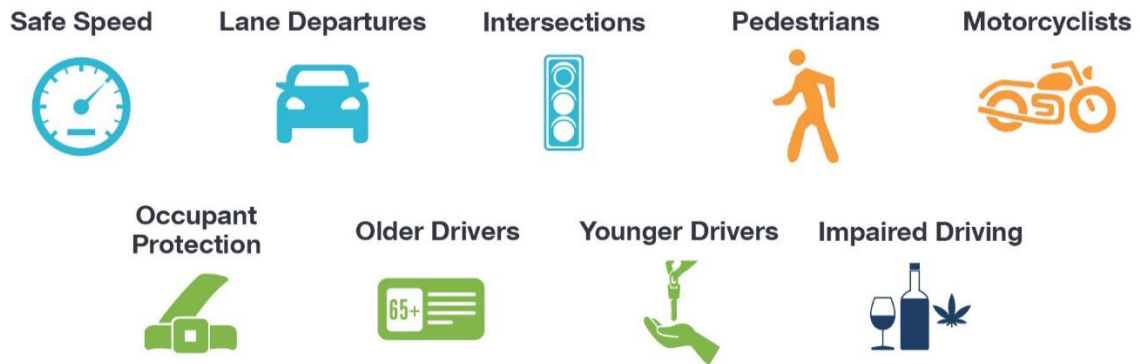 Safe Speed
Lane Departures
Intersections
Pedestrians
Motorcyclists
Occupant
Protection
Older Drivers
Younger Drivers
Impaired Driving
65+